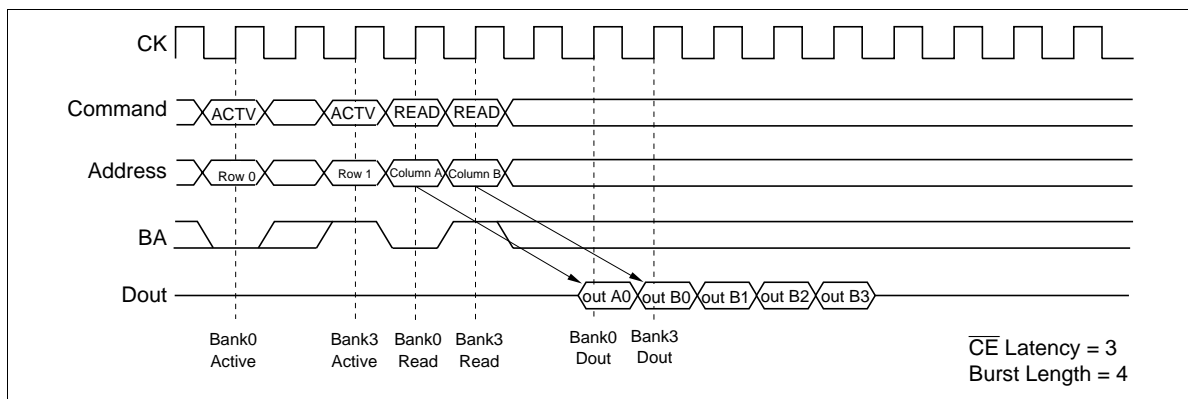 CK
Command ACTV ACTV READ READ
Address Row 0 Row 1 Column A Column B
BA
Dout out A0 out B0 out B1 out B2 out B3
Bank0 Bank3 Bank0 Bank3 Bank0 Bank3
Active Active Read Read Dout Dout
CE Latency = 3
Burst Length = 4